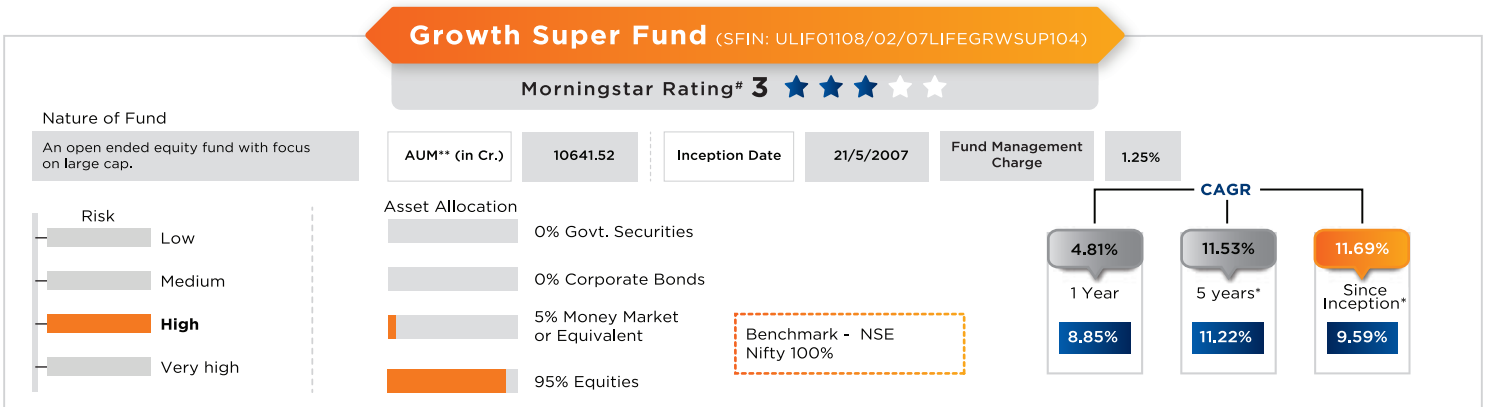 Growth Super Fund (SFIN: ULIF01108/02/07LIFEGRWSUP104)
Morningstar Rating# 3
Nature of Fund
An open ended equity fund with focus
on large cap.
AUM** (in Cr.)
10641.52
Inception Date
21/5/2007
Fund Management
Charge
1.25%
Risk
Low
Medium
High
Very high
Asset Allocation
0% Govt. Securities
0% Corporate Bonds
5% Money Market
or Equivalent
95% Equities
Benchmark - NSE
Nifty 100%
CAGR
4.81%
1 Year
8.85%
11.53%
5 years*
11.22%
11.69%
Since
Inception*
9.59%